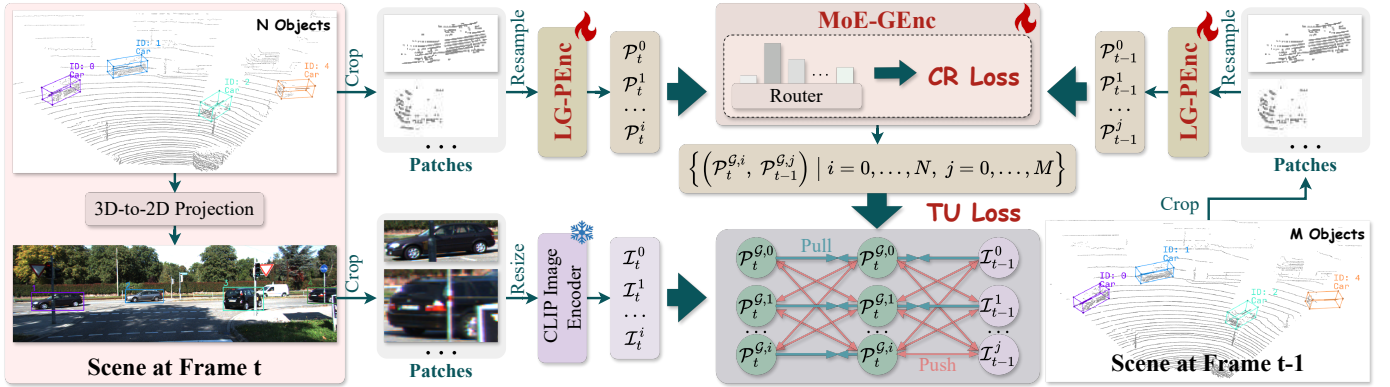 N Objects
ID: 1
Car
ID: 0
Car
ID: 4
Car
ID: 2
Car
3D-to-2D Projection
Scene at Frame t
Crop
Patches
Resample
LG-PEnc
𝒫_t^0
𝒫_t^1
...
𝒫_t^i
MoE-GEnc
...
Router
CR Loss
{(𝒫_t^{𝒢,i}, 𝒫_{t-1}^{𝒢,j}) | i = 0, ..., N, j = 0, ..., M}
TU Loss
𝒫_{t-1}^0
𝒫_{t-1}^1
...
𝒫_{t-1}^j
LG-PEnc
Resample
...
Patches
Crop
Crop
...
Patches
Resize
CLIP Image
Encoder
ℐ_t^0
ℐ_t^1
...
ℐ_t^i
Pull
𝒫_t^{𝒢,0} 𝒫_t^{𝒢,0} ℐ_{t-1}^0
𝒫_t^{𝒢,1} 𝒫_t^{𝒢,1} ℐ_{t-1}^1
... ... ...
𝒫_t^{𝒢,i} 𝒫_t^{𝒢,i} ℐ_{t-1}^j
Push
M Objects
ID: 1
Car
ID: 0
Car
ID: 4
Car
ID: 2
Car
Scene at Frame t-1